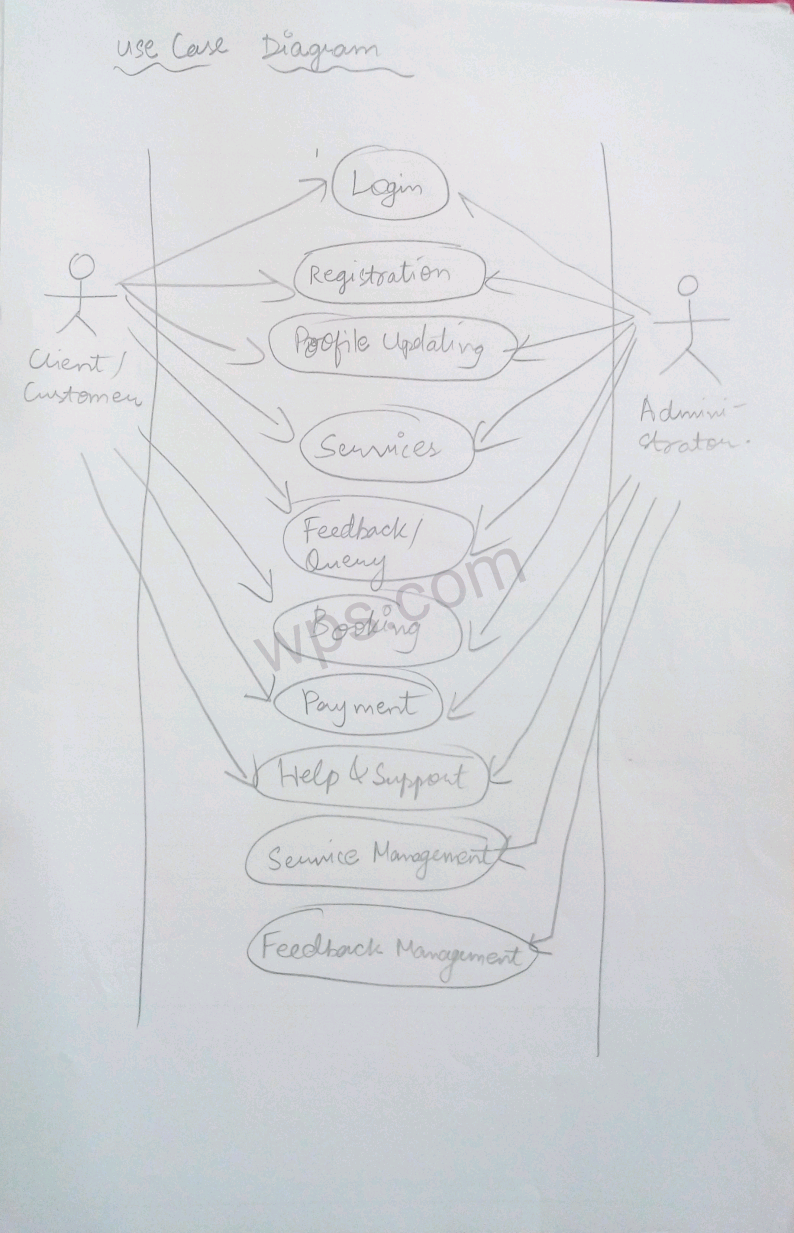 Use Case Diagram
Login
Registration
Profile Updating
Client/
Customer
Services
Admini-
strator.
Feedback/
Query
Booking
wps.com
Payment
Help & Support
Service Management
Feedback Management